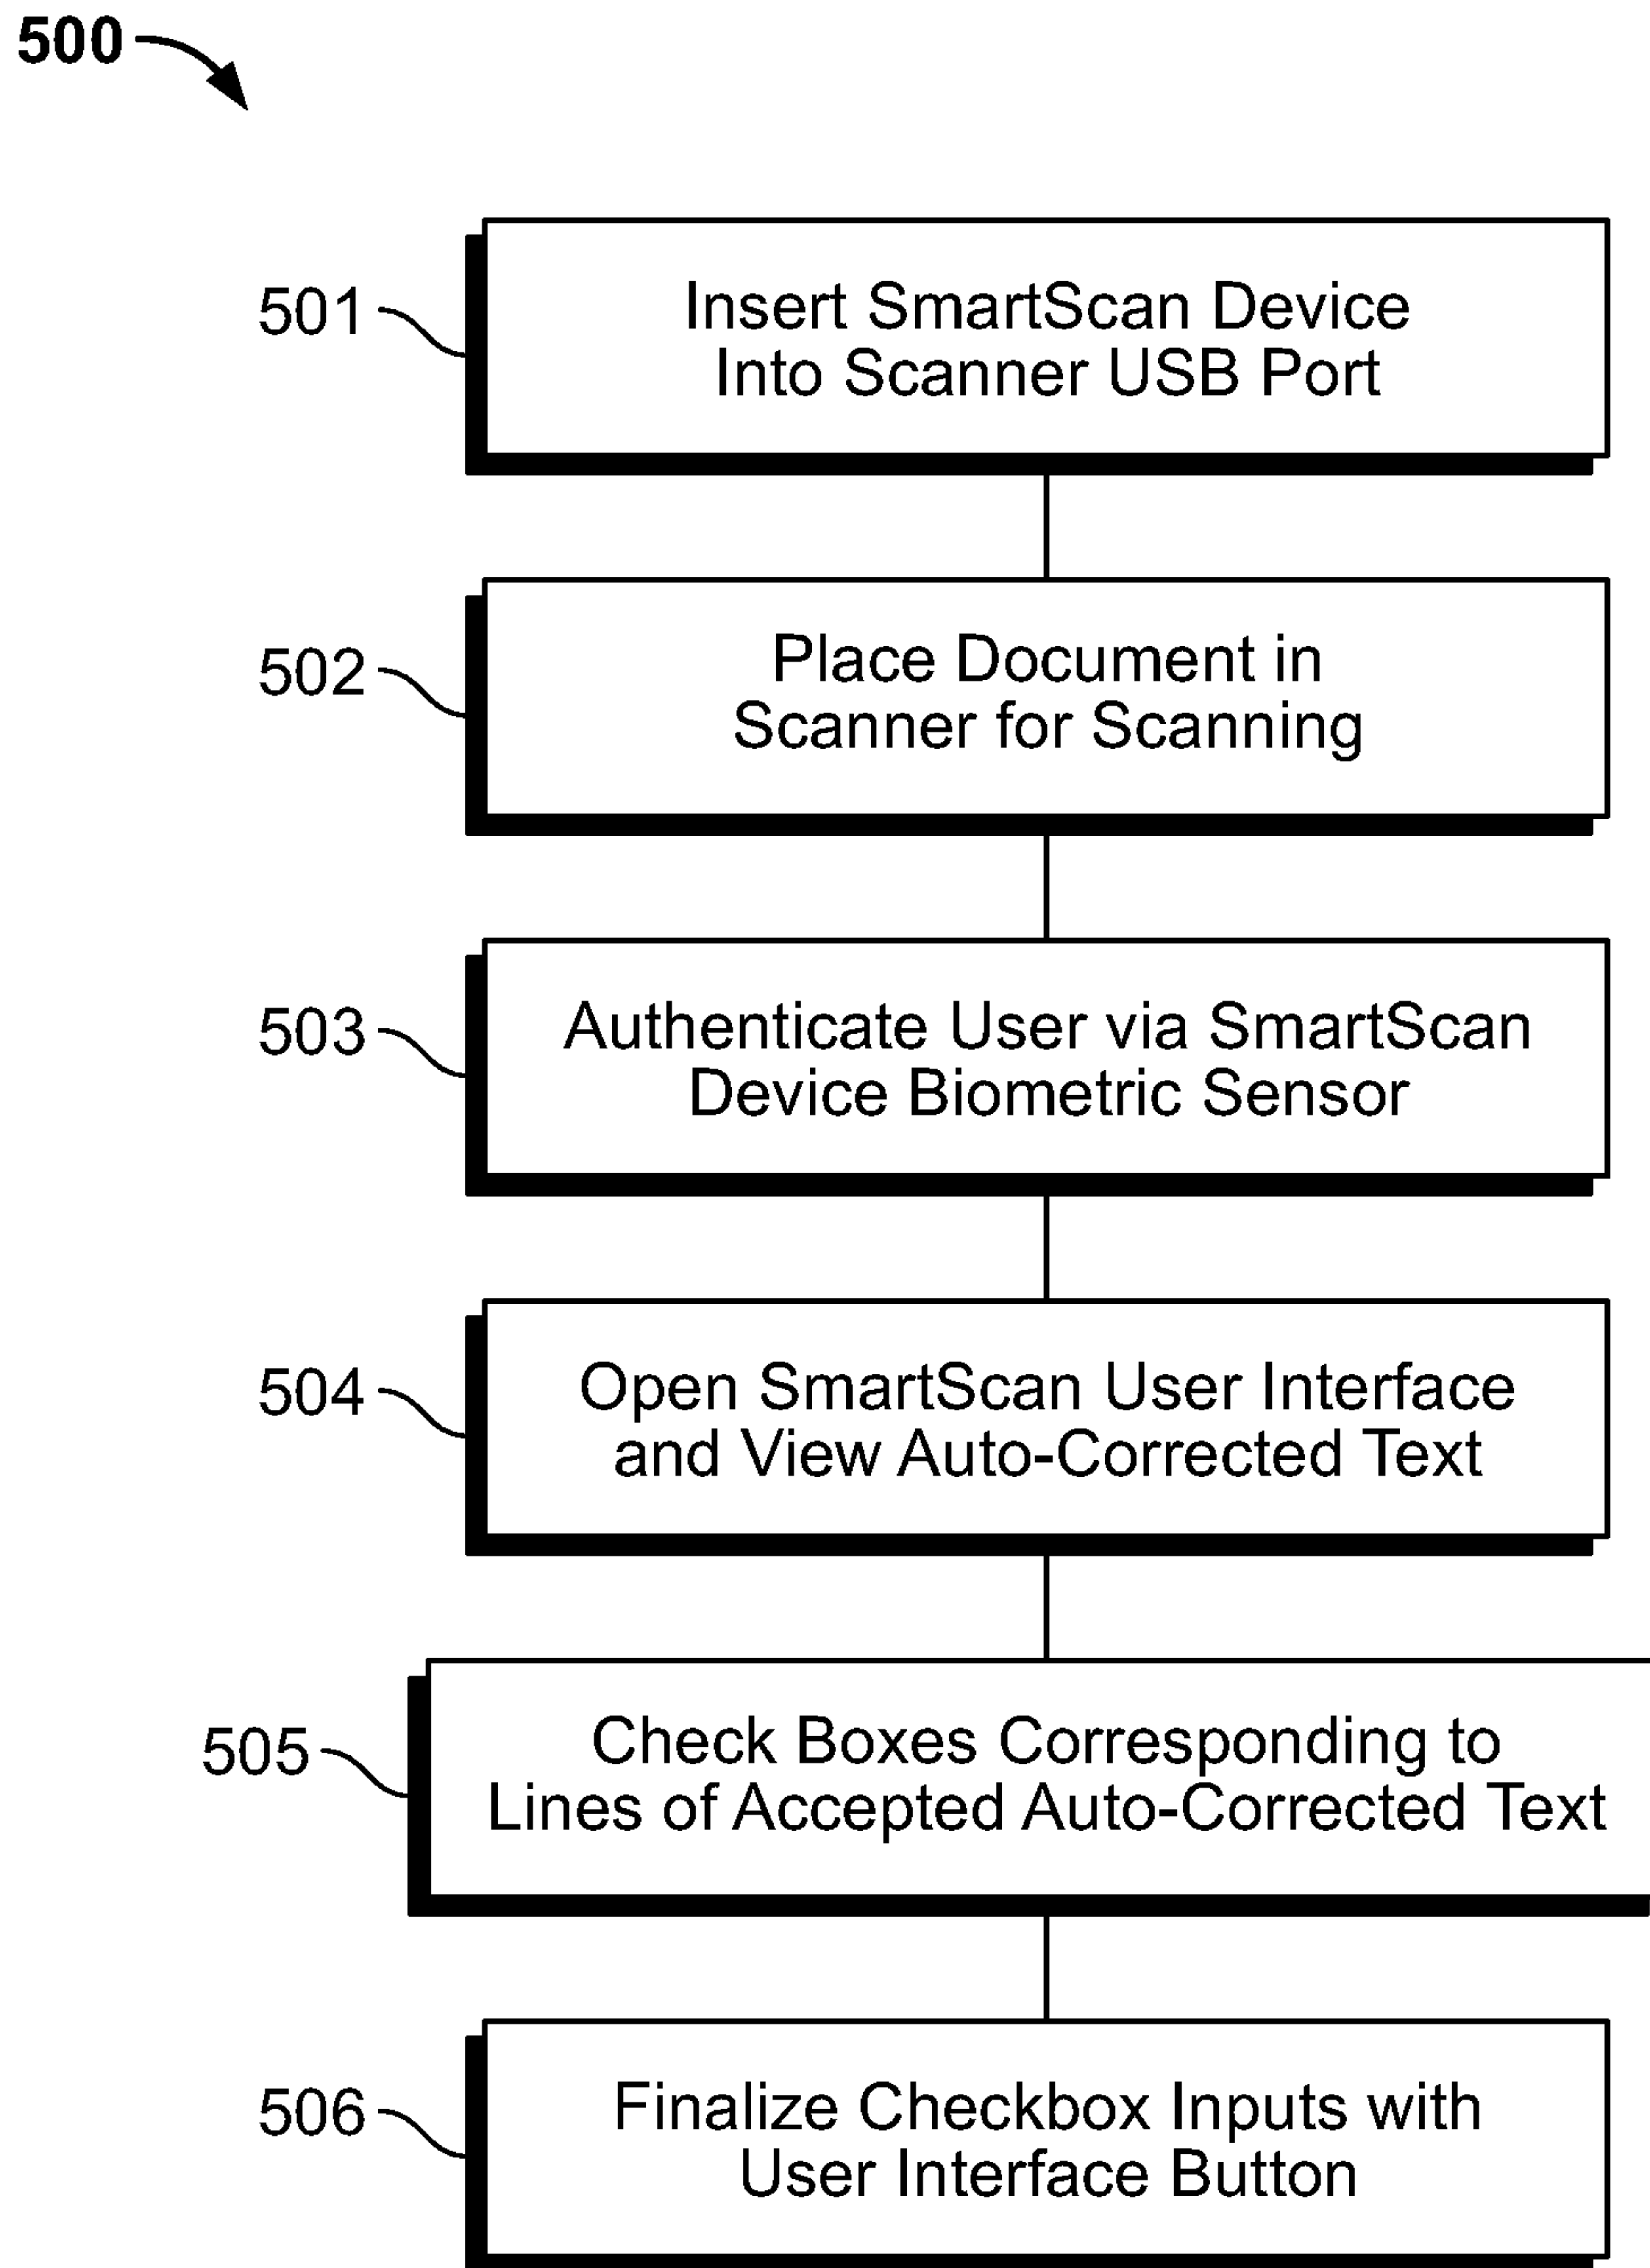 500
501
Insert SmartScan Device
Into Scanner USB Port
502
Place Document in
Scanner for Scanning
503
Authenticate User via SmartScan
Device Biometric Sensor
504
Open SmartScan User Interface
and View Auto-Corrected Text
505
Check Boxes Corresponding to
Lines of Accepted Auto-Corrected Text
506
Finalize Checkbox Inputs with
User Interface Button